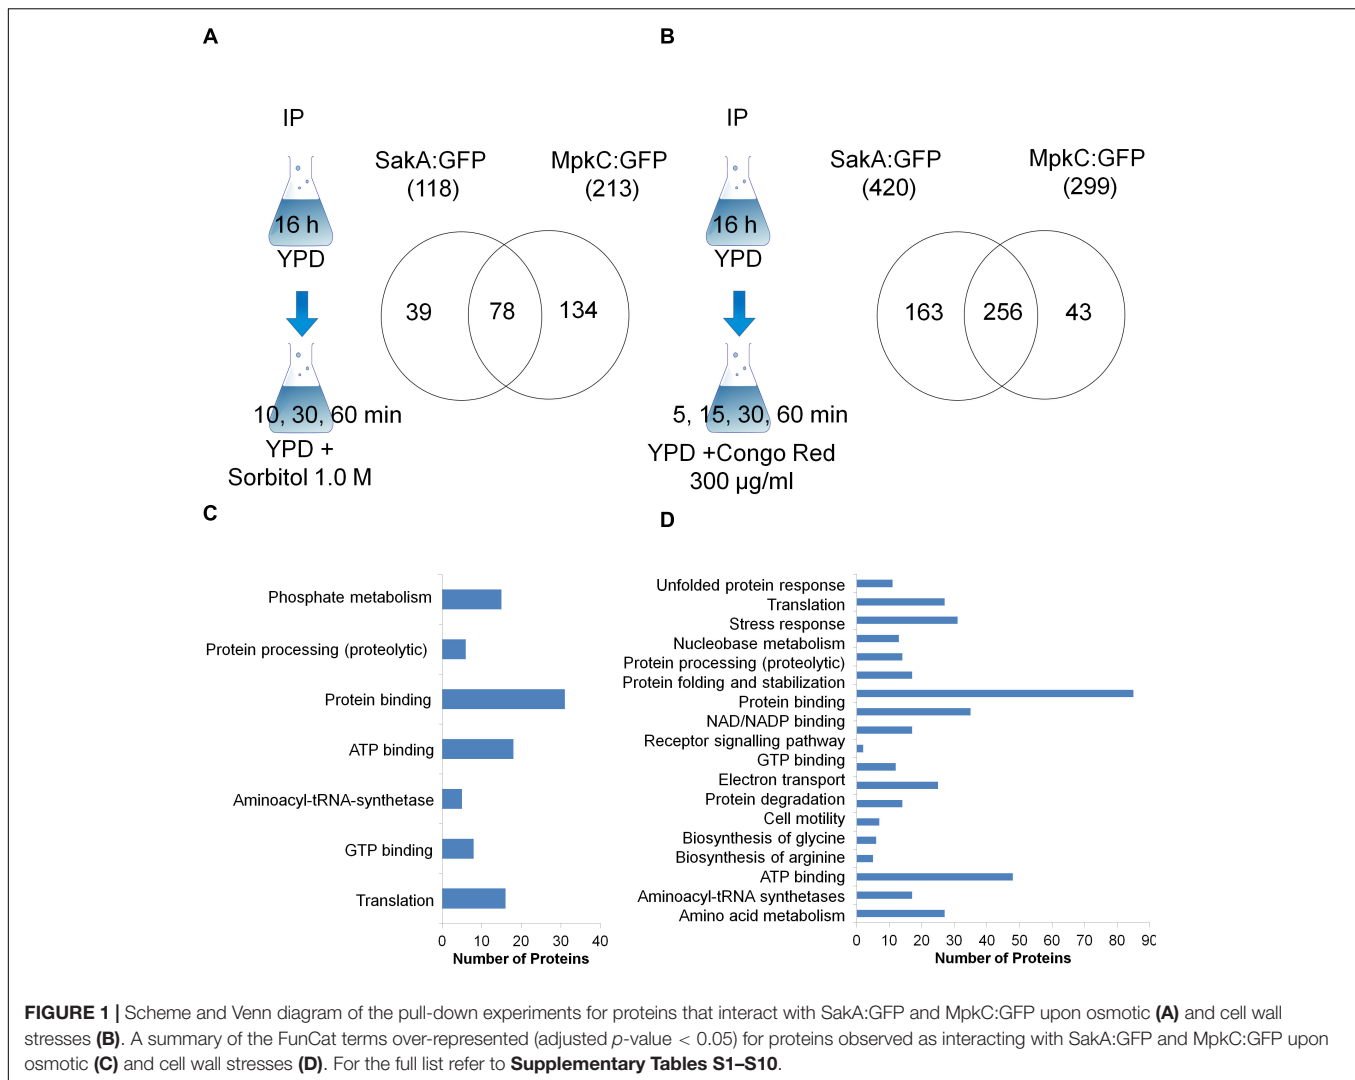 A
B
IP
IP
SakA:GFP
(118)
MpkC:GFP
(213)
SakA:GFP
(420)
MpkC:GFP
(299)
16 h
YPD
39
78
134
10, 30, 60 min
YPD +
Sorbitol 1.0 M
16 h
YPD
163
256
43
5, 15, 30, 60 min
YPD +Congo Red
300 µg/ml
C
D
Phosphate metabolism
Protein processing (proteolytic)
Protein binding
ATP binding
Aminoacyl-tRNA-synthetase
GTP binding
Translation
0 10 20 30 40
Number of Proteins
Unfolded protein response
Translation
Stress response
Nucleobase metabolism
Protein processing (proteolytic)
Protein folding and stabilization
Protein binding
NAD/NADP binding
Receptor signalling pathway
GTP binding
Electron transport
Protein degradation
Cell motility
Biosynthesis of glycine
Biosynthesis of arginine
ATP binding
Aminoacyl-tRNA synthetases
Amino acid metabolism
0 10 20 30 40 50 60 70 80 90
Number of Proteins
FIGURE 1 | Scheme and Venn diagram of the pull-down experiments for proteins that interact with SakA:GFP and MpkC:GFP upon osmotic (A) and cell wall
stresses (B). A summary of the FunCat terms over-represented (adjusted p-value < 0.05) for proteins observed as interacting with SakA:GFP and MpkC:GFP upon
osmotic (C) and cell wall stresses (D). For the full list refer to Supplementary Tables S1–S10.